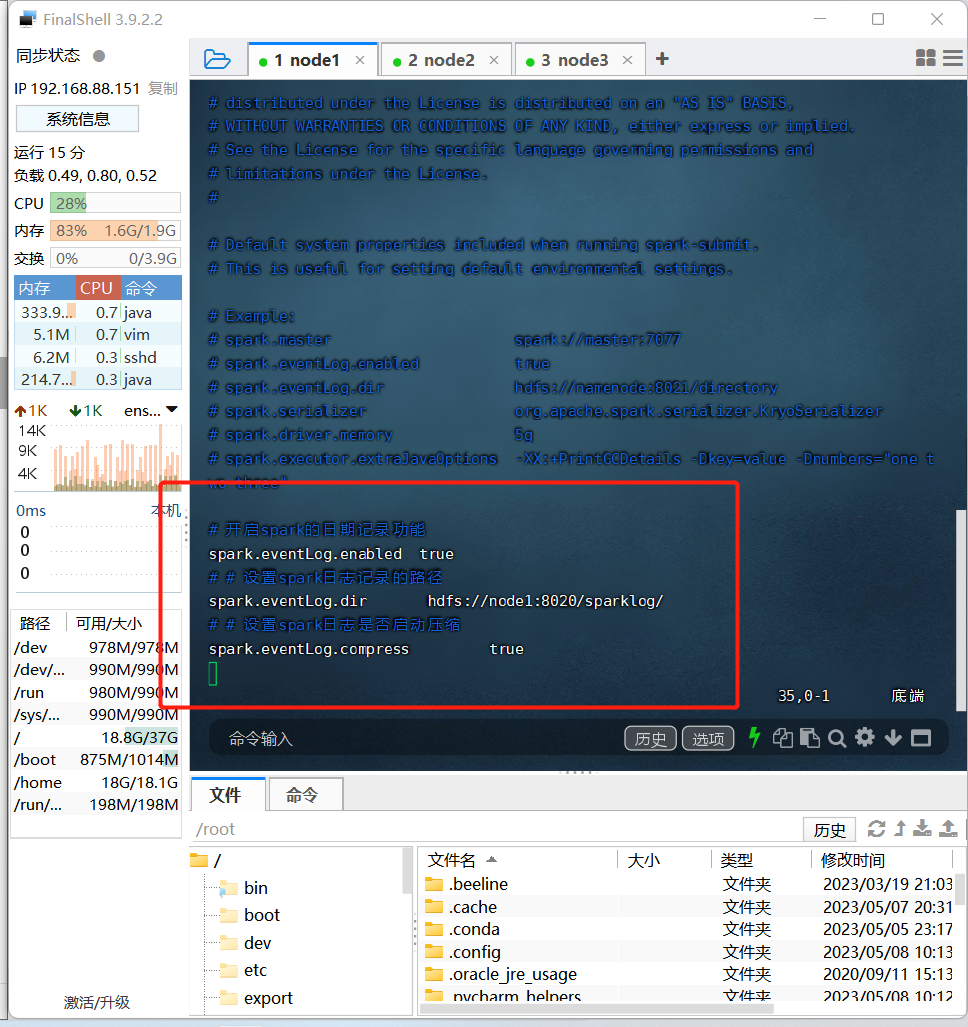 FinalShell 3.9.2.2
同步状态
IP 192.168.88.151 复制
系统信息
运行 15 分
负载 0.49, 0.80, 0.52
CPU 28%
内存 83% 1.6G/1.9G
交换 0% 0/3.9G
内存 CPU 命令
333.9... 0.7 java
5.1M 0.7 vim
6.2M 0.3 sshd
214.7... 0.3 java
1K 1K ens...
14K
9K
4K
0ms 本机
0
0
0
路径 可用/大小
/dev 978M/978M
/dev/... 990M/990M
/run 980M/990M
/sys/... 990M/990M
/ 18.8G/37G
/boot 875M/1014M
/home 18G/18.1G
/run/... 198M/198M
激活/升级
1 node1 × 2 node2 × 3 node3 × +
# distributed under the License is distributed on an "AS IS" BASIS,
# WITHOUT WARRANTIES OR CONDITIONS OF ANY KIND, either express or implied.
# See the License for the specific language governing permissions and
# limitations under the License.
#
# Default system properties included when running spark-submit.
# This is useful for setting default environmental settings.
# Example:
# spark.master spark://master:7077
# spark.eventLog.enabled true
# spark.eventLog.dir hdfs://namenode:8021/directory
# spark.serializer org.apache.spark.serializer.KryoSerializer
# spark.driver.memory 5g
# spark.executor.extraJavaOptions -XX:+PrintGCDetails -Dkey=value -Dnumbers="one t
wo three"
# 开启spark的日期记录功能
spark.eventLog.enabled true
# # 设置spark日志记录的路径
spark.eventLog.dir hdfs://node1:8020/sparklog/
# # 设置spark日志是否启动压缩
spark.eventLog.compress true
35,0-1 底端
命令输入 历史 选项
文件 命令
/root 历史
/
bin
boot
dev
etc
export
文件名 大小 类型 修改时间
.beeline 文件夹 2023/03/19 21:03
.cache 文件夹 2023/05/07 20:31
.conda 文件夹 2023/05/05 23:17
.config 文件夹 2023/05/08 10:13
.oracle_jre_usage 文件夹 2020/09/11 15:13
.pycharm_helpers 文件夹 2023/05/08 10:12